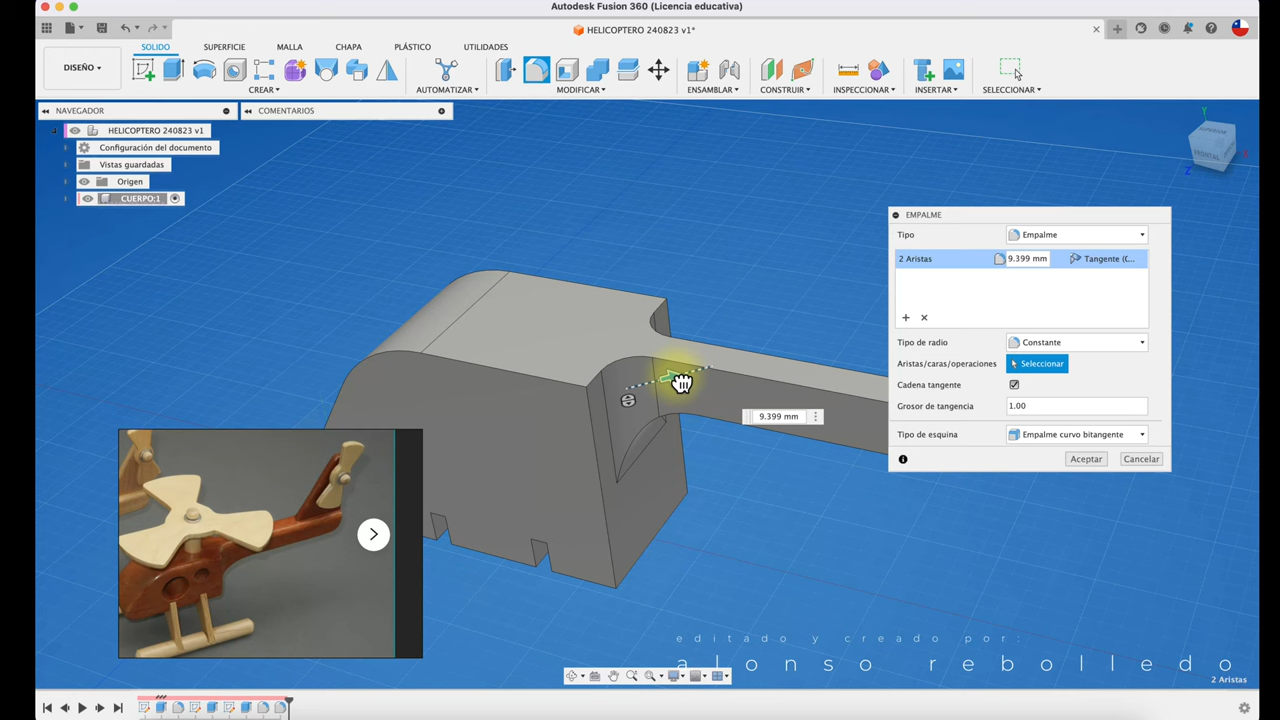 Autodesk Fusion 360 (Licencia educativa)
HELICOPTERO 240823 v1*
DISEÑO
SOLIDO
SUPERFICIE
MALLA
CHAPA
PLÁSTICO
UTILIDADES
CREAR
AUTOMATIZAR
MODIFICAR
ENSAMBLAR
CONSTRUIR
INSPECCIONAR
INSERTAR
SELECCIONAR
NAVEGADOR
COMENTARIOS
HELICOPTERO 240823 v1
Configuración del documento
Vistas guardadas
Origen
CUERPO:1
Y
SUPERIOR
FRONTAL
X
Z
EMPALME
Tipo
Empalme
2 Aristas
9.399 mm
Tangente (G...
Tipo de radio
Constante
Aristas/caras/operaciones
Seleccionar
Cadena tangente
Grosor de tangencia
1.00
Tipo de esquina
Empalme curvo bitangente
Aceptar
Cancelar
9.399 mm
editado y creado por:
alonso rebolledo
2 Aristas